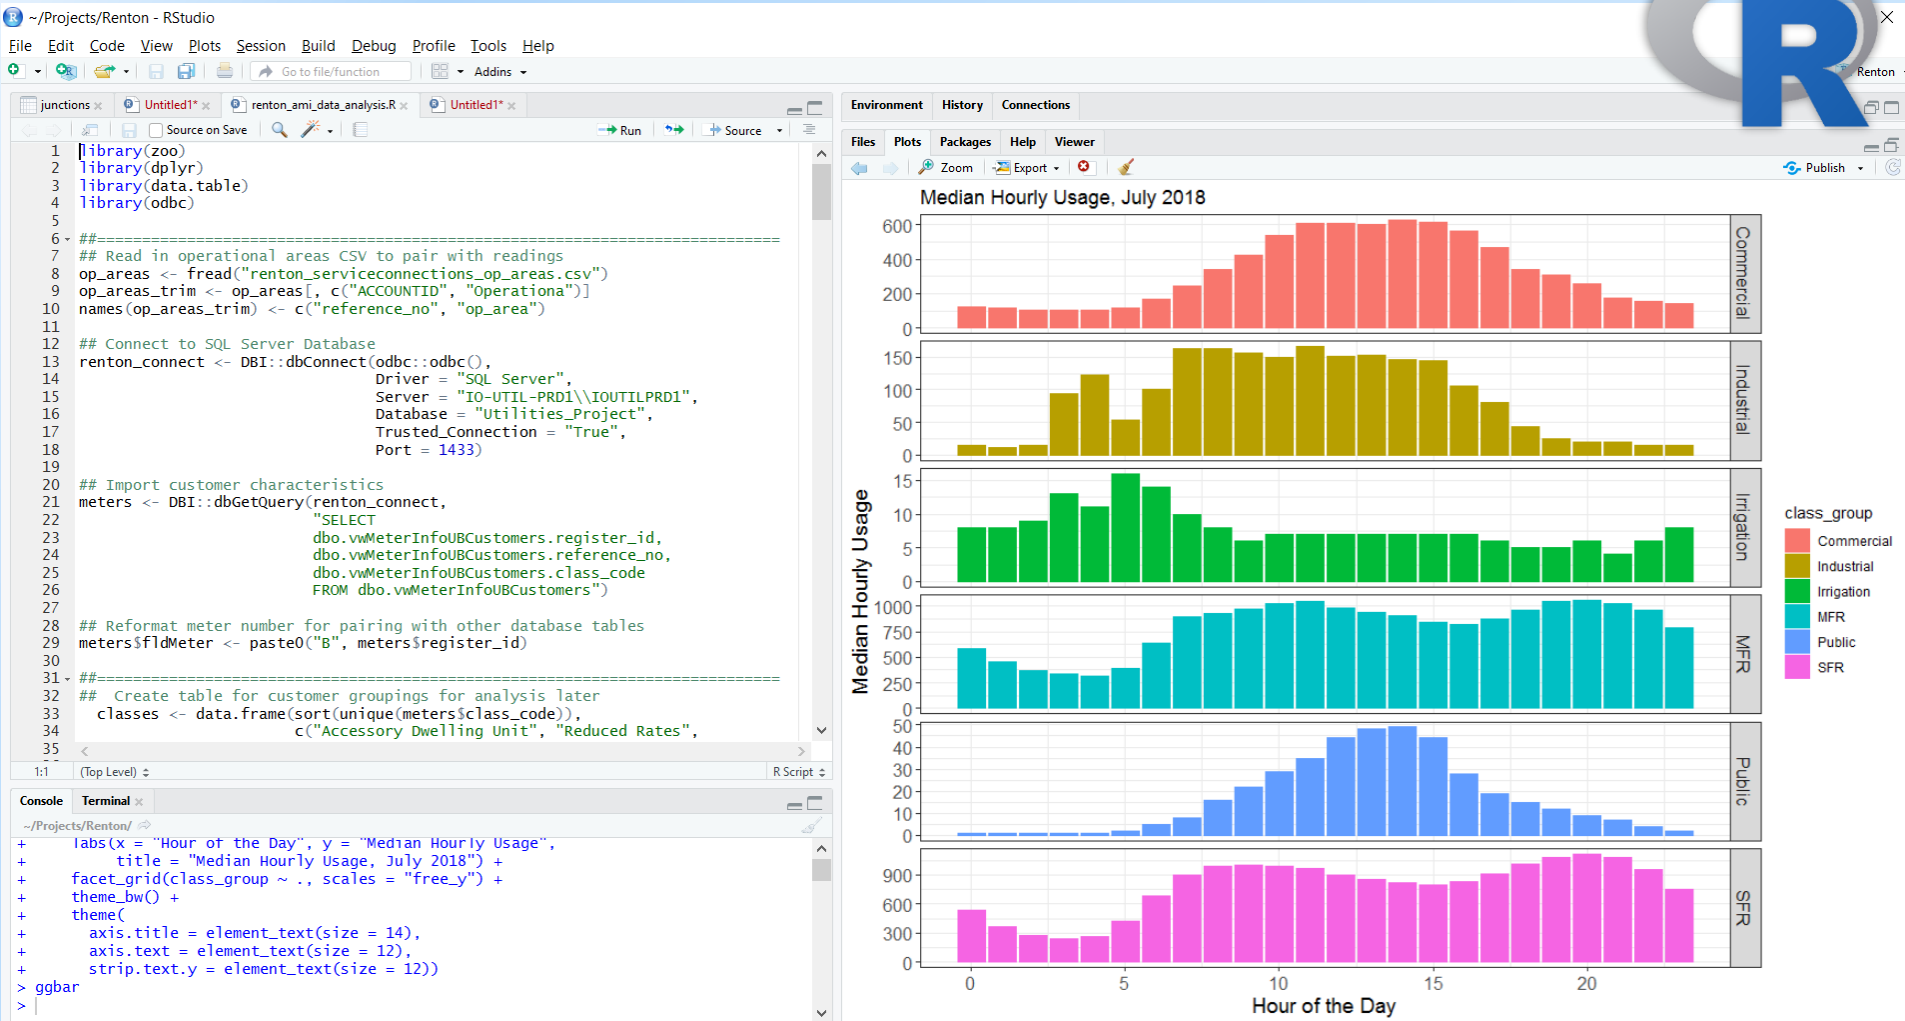 ~/Projects/Renton - RStudio
File Edit Code View Plots Session Build Debug Profile Tools Help
Go to file/function Addins
Renton
R
junctions Untitled1* renton_ami_data_analysis.R Untitled1*
Source on Save Run Source
1 library(zoo)
2 library(dplyr)
3 library(data.table)
4 library(odbc)
5
6 ##============================================================================
7 ## Read in operational areas CSV to pair with readings
8 op_areas <- fread("renton_serviceconnections_op_areas.csv")
9 op_areas_trim <- op_areas[, c("ACCOUNTID", "Operationa")]
10 names(op_areas_trim) <- c("reference_no", "op_area")
11
12 ## Connect to SQL Server Database
13 renton_connect <- DBI::dbConnect(odbc::odbc(),
14 Driver = "SQL Server",
15 Server = "IO-UTIL-PRD1\\IOUTILPRD1",
16 Database = "Utilities_Project",
17 Trusted_Connection = "True",
18 Port = 1433)
19
20 ## Import customer characteristics
21 meters <- DBI::dbGetQuery(renton_connect,
22 "SELECT
23 dbo.vwMeterInfoUBCustomers.register_id,
24 dbo.vwMeterInfoUBCustomers.reference_no,
25 dbo.vwMeterInfoUBCustomers.class_code
26 FROM dbo.vwMeterInfoUBCustomers")
27
28 ## Reformat meter number for pairing with other database tables
29 meters$fldMeter <- paste0("B", meters$register_id)
30
31 ##============================================================================
32 ##  Create table for customer groupings for analysis later
33 classes <- data.frame(sort(unique(meters$class_code)),
34 c("Accessory Dwelling Unit", "Reduced Rates",
35
1:1 (Top Level) R Script
Console Terminal
~/Projects/Renton/
+ labs(x = "Hour of the Day", y = "Median Hourly Usage",
+ title = "Median Hourly Usage, July 2018") +
+ facet_grid(class_group ~ ., scales = "free_y") +
+ theme_bw() +
+ theme(
+ axis.title = element_text(size = 14),
+ axis.text = element_text(size = 12),
+ strip.text.y = element_text(size = 12))
> ggbar
>
Environment History Connections
Files Plots Packages Help Viewer
Zoom Export Publish
Median Hourly Usage, July 2018
Median Hourly Usage
600
400
200
0
Commercial
150
100
50
0
Industrial
15
10
5
0
Irrigation
1000
750
500
250
0
MFR
50
40
30
20
10
0
Public
900
600
300
0
SFR
0 5 10 15 20
Hour of the Day
class_group
Commercial
Industrial
Irrigation
MFR
Public
SFR